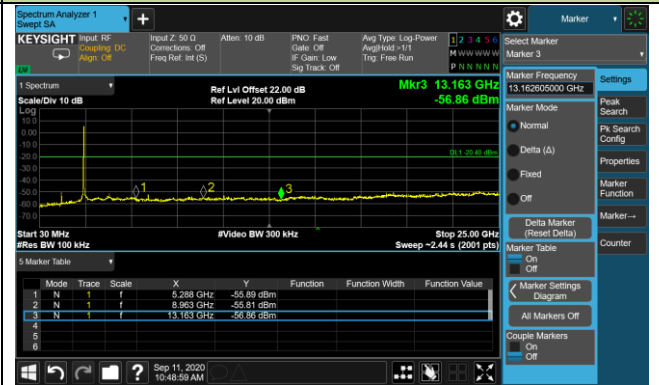 Spectrum Analyzer 1
Swept SA
+
Marker
KEYSIGHT
Input: RF
Coupling: DC
Align: Off
Input Z: 50 Ω
Corrections: Off
Freq Ref: Int (S)
Atten: 10 dB
PNO: Fast
Gate: Off
IF Gain: Low
Sig Track: Off
Avg Type: Log-Power
Avg|Hold:>1/1
Trig: Free Run
1 2 3 4 5 6
M W W W W W
P N N N N N
Select Marker
Marker 3
1 Spectrum
Scale/Div 10 dB
Log
Ref Lvl Offset 22.00 dB
Ref Level 20.00 dBm
Mkr3 13.163 GHz
-56.86 dBm
10.0
0.00
-10.0
-20.0
-30.0
-40.0
-50.0
-60.0
-70.0
DL1 -20.40 dBm
1
2
3
Start 30 MHz
#Res BW 100 kHz
#Video BW 300 kHz
Stop 25.00 GHz
Sweep ~2.44 s (2001 pts)
5 Marker Table
Mode Trace Scale X Y Function Function Width Function Value
1 N 1 f 5.288 GHz -55.89 dBm
2 N 1 f 8.963 GHz -55.81 dBm
3 N 1 f 13.163 GHz -56.86 dBm
4
5
6
Marker Frequency
13.162605000 GHz
Marker Mode
Normal
Delta (Δ)
Fixed
Off
Delta Marker
(Reset Delta)
Marker Table
On
Off
Marker Settings
Diagram
All Markers Off
Couple Markers
On
Off
Settings
Peak
Search
Pk Search
Config
Properties
Marker
Function
Marker→
Counter
?
Sep 11, 2020
10:48:59 AM